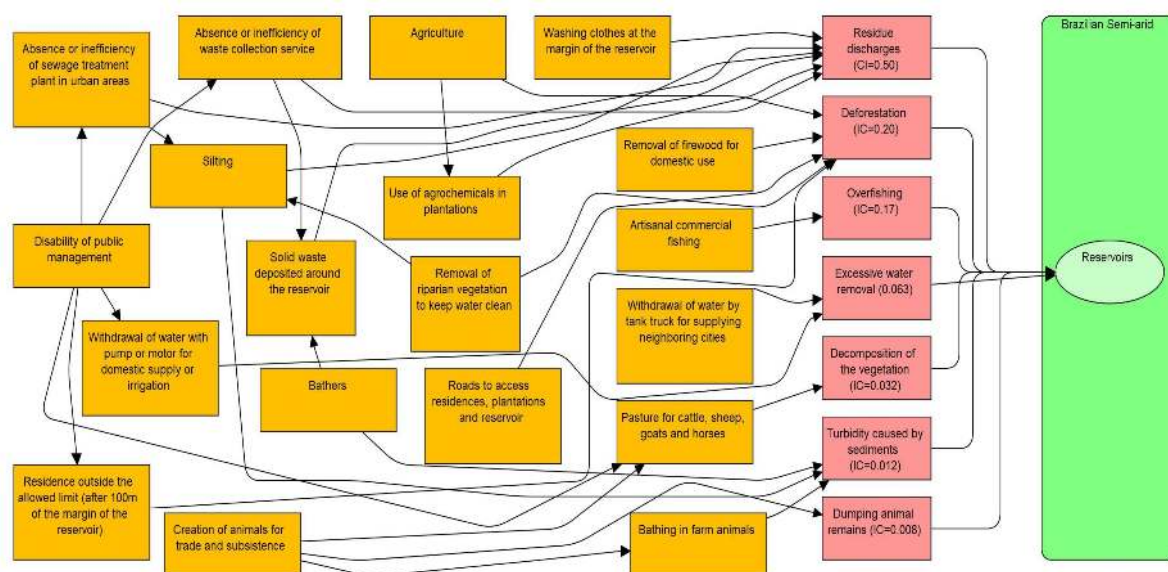 Absence or inefficiency
of sewage treatment
plant in urban areas
Absence or inefficiency of
waste collection service
Agriculture
Washing clothes at the
margin of the reservoir
Residue
discharges
(CI=0.50)
Brazilian Semi-arid
Deforestation
(IC=0.20)
Removal of firewood for
domestic use
Silting
Use of agrochemicals in
plantations
Overfishing
(IC=0.17)
Artisanal commercial
fishing
Disability of public
management
Solid waste
deposited around
the reservoir
Removal of
riparian vegetation
to keep water clean
Excessive water
removal (0.063)
Reservoirs
Withdrawal of water by
tank truck for supplying
neighboring cities
Withdrawal of water with
pump or motor for
domestic supply or
irrigation
Bathers
Roads to access
residences, plantations
and reservoir
Decomposition of
the vegetation
(IC=0.032)
Pasture for cattle, sheep,
goats and horses
Turbidity caused by
sediments
(IC=0.012)
Residence outside the
allowed limit (after 100m
of the margin of the
reservoir)
Creation of animals for
trade and subsistence
Bathing in farm animals
Dumping animal
remains (IC=0.008)